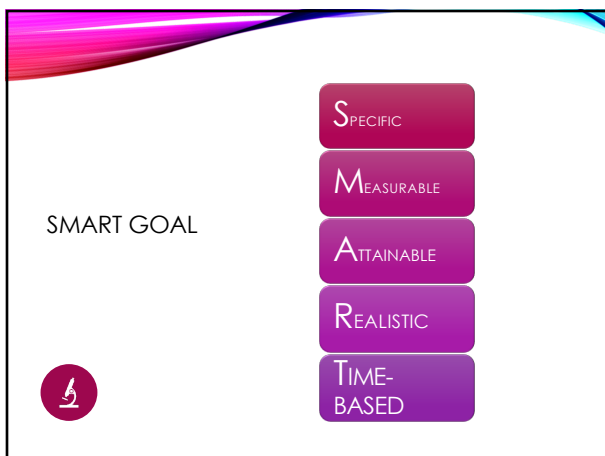 SMART GOAL
SPECIFIC
MEASURABLE
ATTAINABLE
REALISTIC
TIME-
BASED